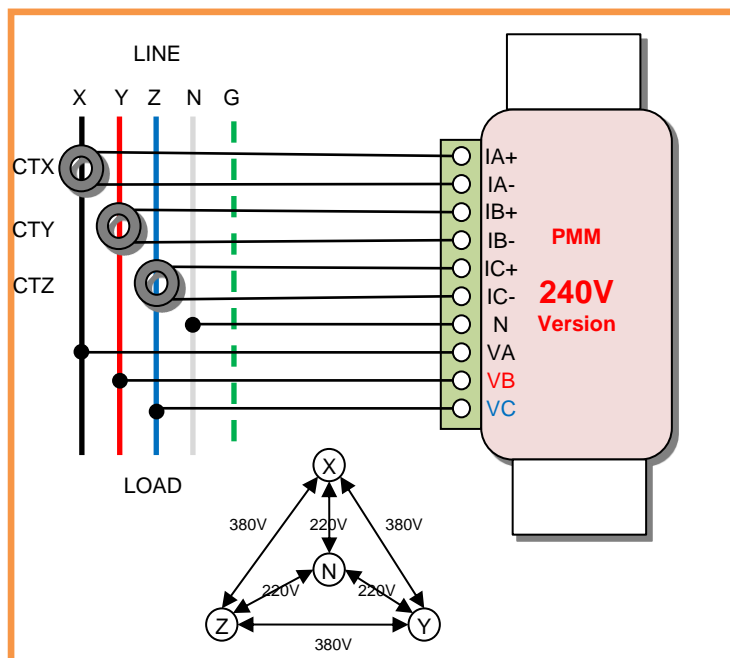 LINE
X Y Z N G
CTX
CTY
CTZ
IA+
IA-
IB+
IB-
IC+
IC-
N
VA
VB
VC
PMM
240V
Version
LOAD
X
380V 220V 380V
N
220V 220V
Z Y
380V